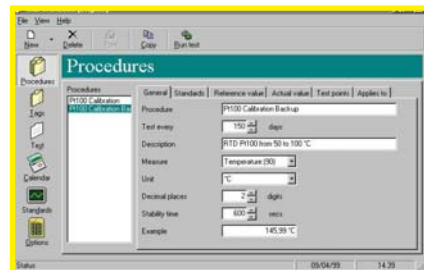 File View Help
New Delete Print Copy Run test
Procedures
Procedures
Tags
Test
Calendar
Standards
Options
Procedures
Pt100 Calibration
Pt100 Calibration Bac
General Standards Reference value Actual value Test points Applies to
Procedure Pt100 Calibration Backup
Test every 150 days
Description RTD Pt100 from 50 to 100 °C
Measure Temperature (90)
Unit °C
Decimal places 2 digits
Stability time 600 secs
Example 145,99 °C
Status 09/04/99 14.39